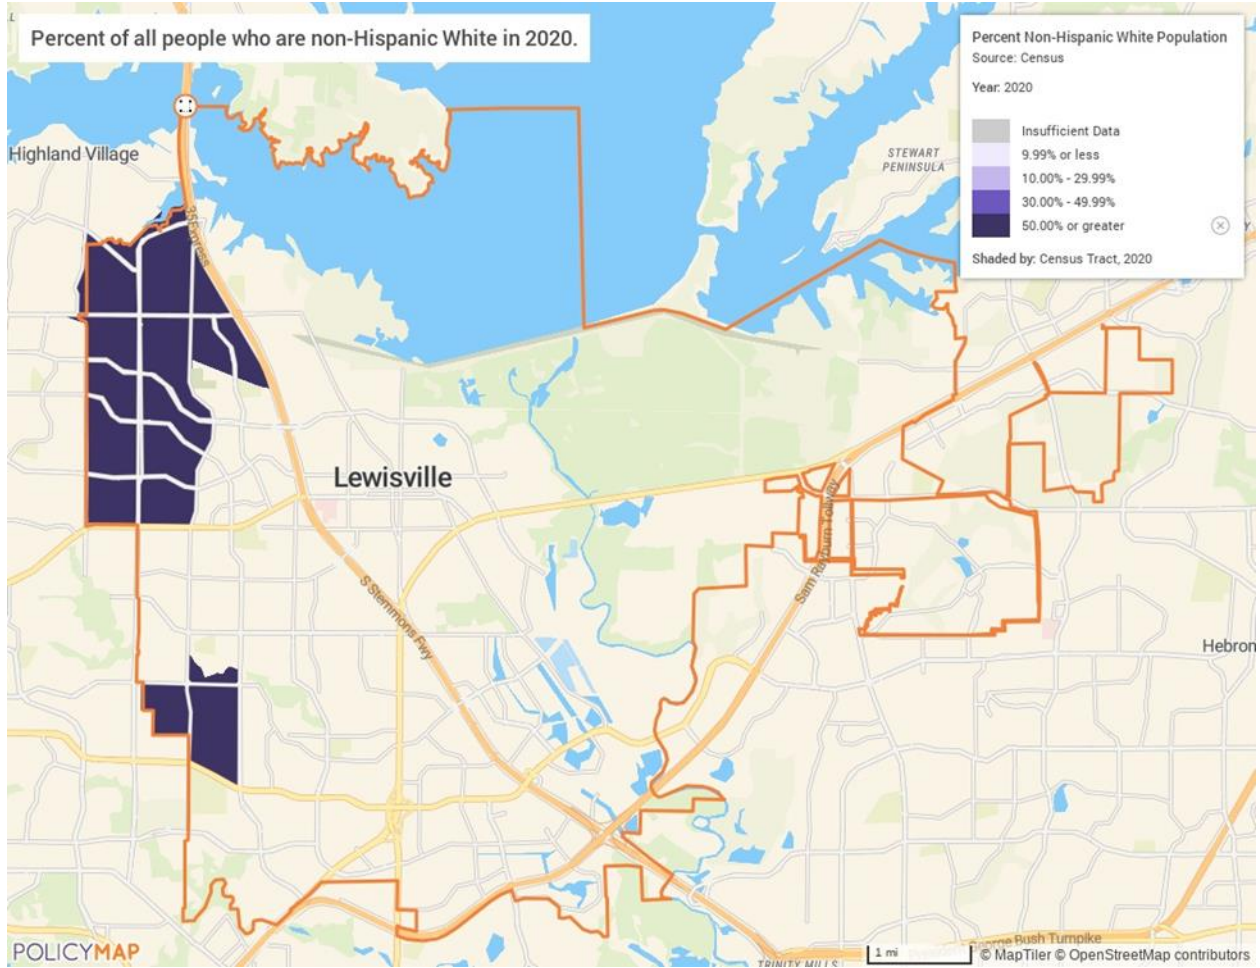 Percent of all people who are non-Hispanic White in 2020.
Percent Non-Hispanic White Population
Source: Census
Year: 2020
Insufficient Data
9.99% or less
10.00% - 29.99%
30.00% - 49.99%
50.00% or greater
Shaded by: Census Tract, 2020
Highland Village
STEWART
PENINSULA
35Express
Lewisville
Sam Rayburn Tollway
S Stemmons Fwy
Hebron
George Bush Turnpike
TRINITY MILLS
POLICYMAP
1 mi
© MapTiler © OpenStreetMap contributors